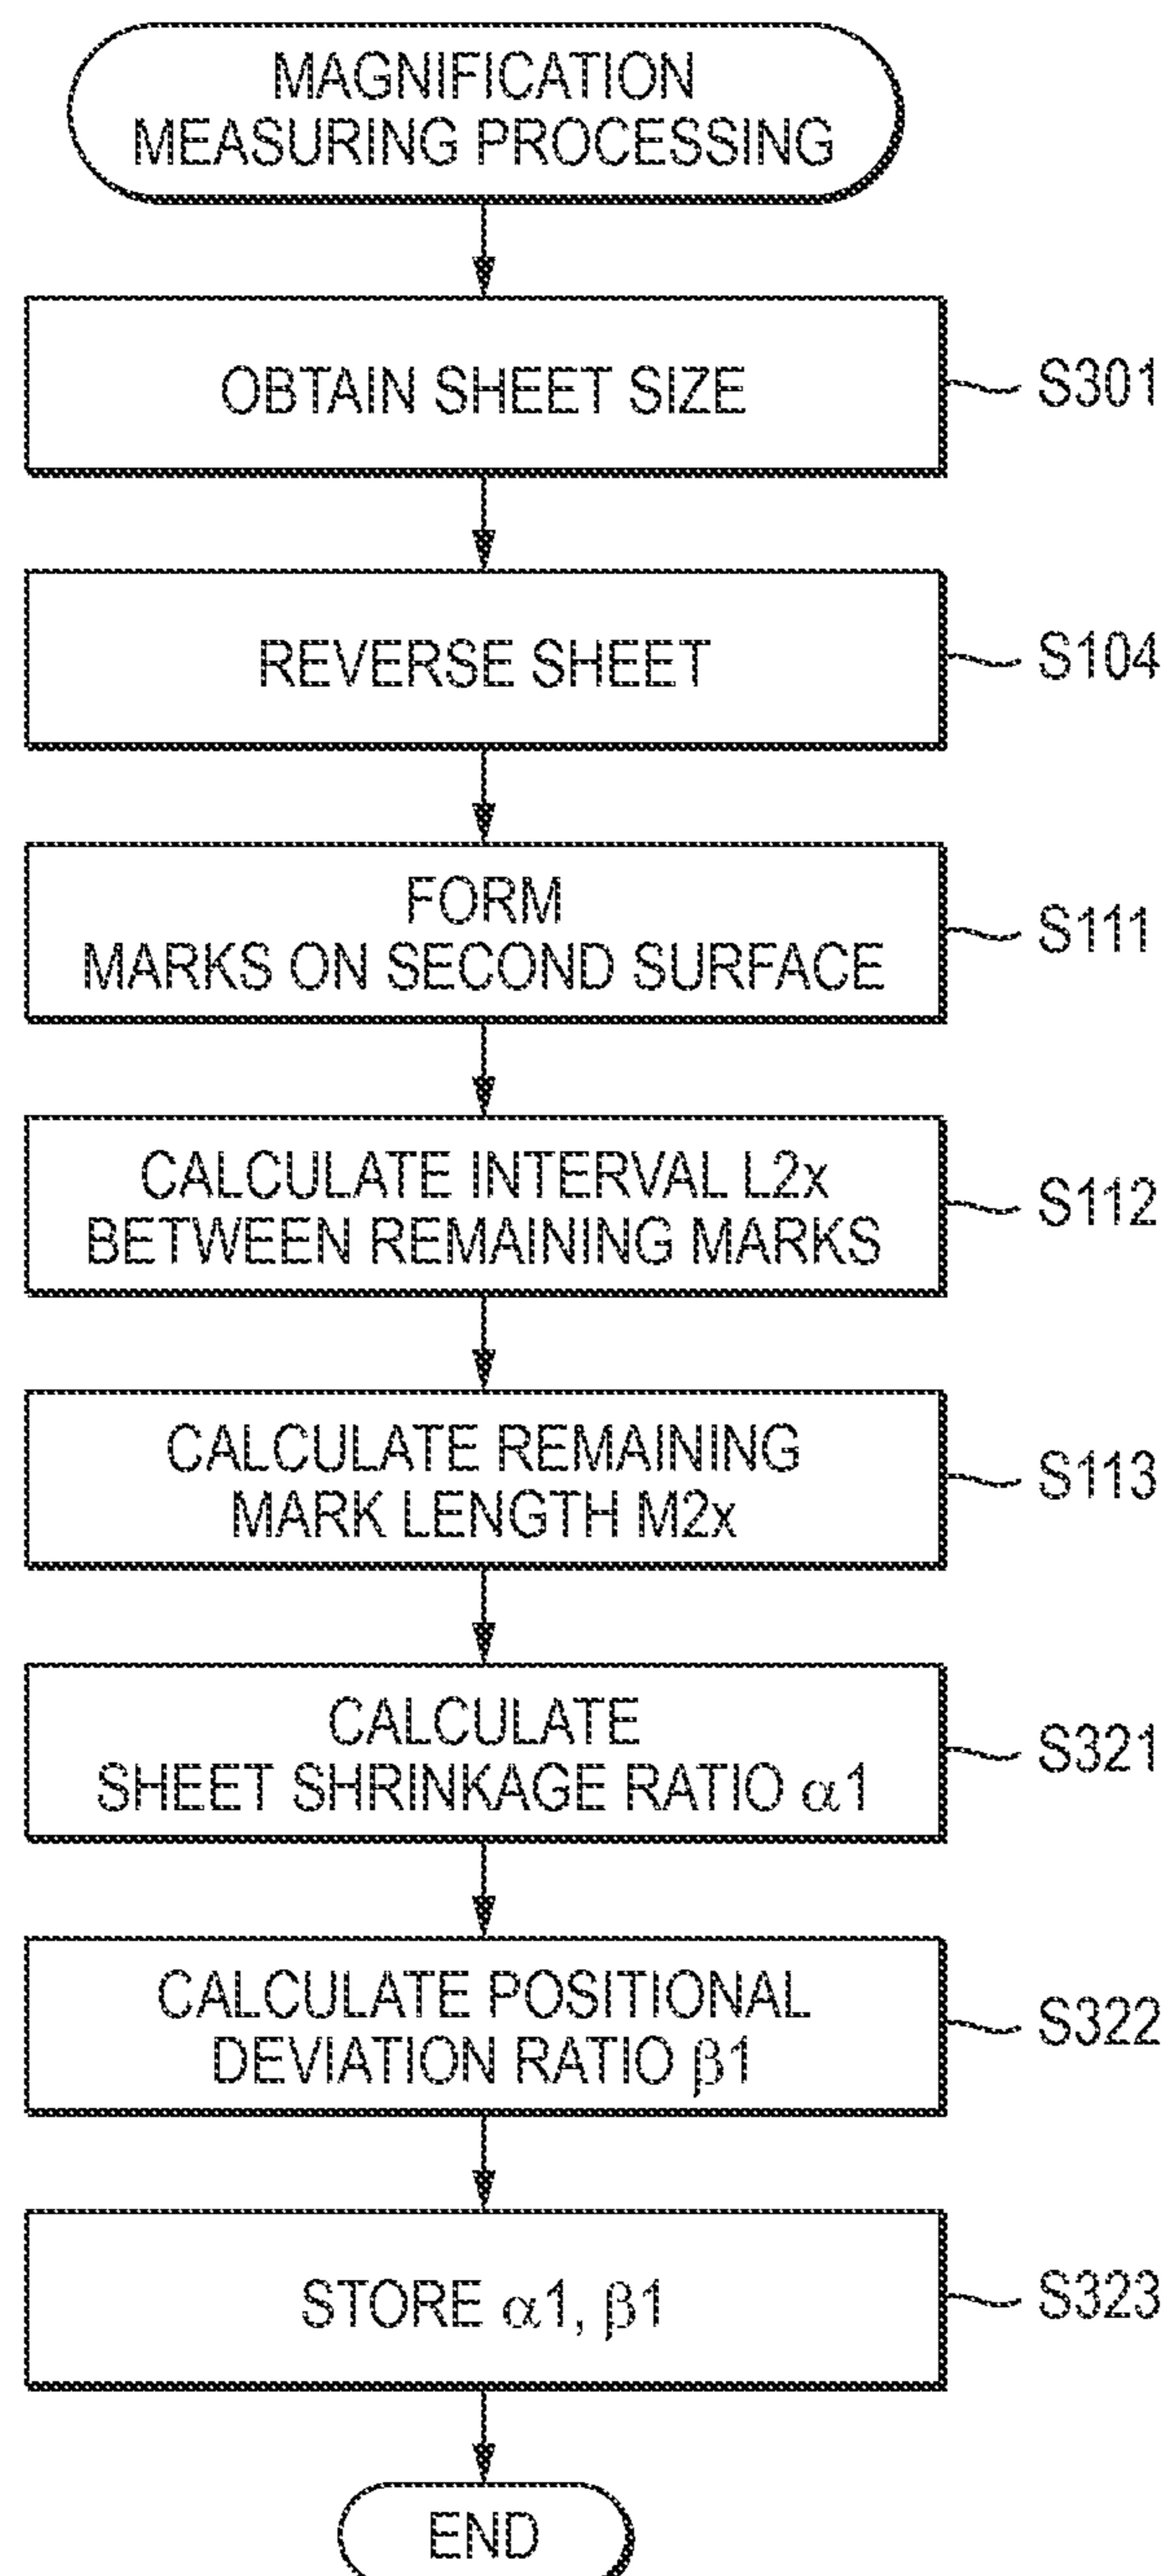 MAGNIFICATION
MEASURING PROCESSING
OBTAIN SHEET SIZE
S301
REVERSE SHEET
S104
FORM
MARKS ON SECOND SURFACE
S111
CALCULATE INTERVAL L2x
BETWEEN REMAINING MARKS
S112
CALCULATE REMAINING
MARK LENGTH M2x
S113
CALCULATE
SHEET SHRINKAGE RATIO α1
S321
CALCULATE POSITIONAL
DEVIATION RATIO β1
S322
STORE α1, β1
S323
END